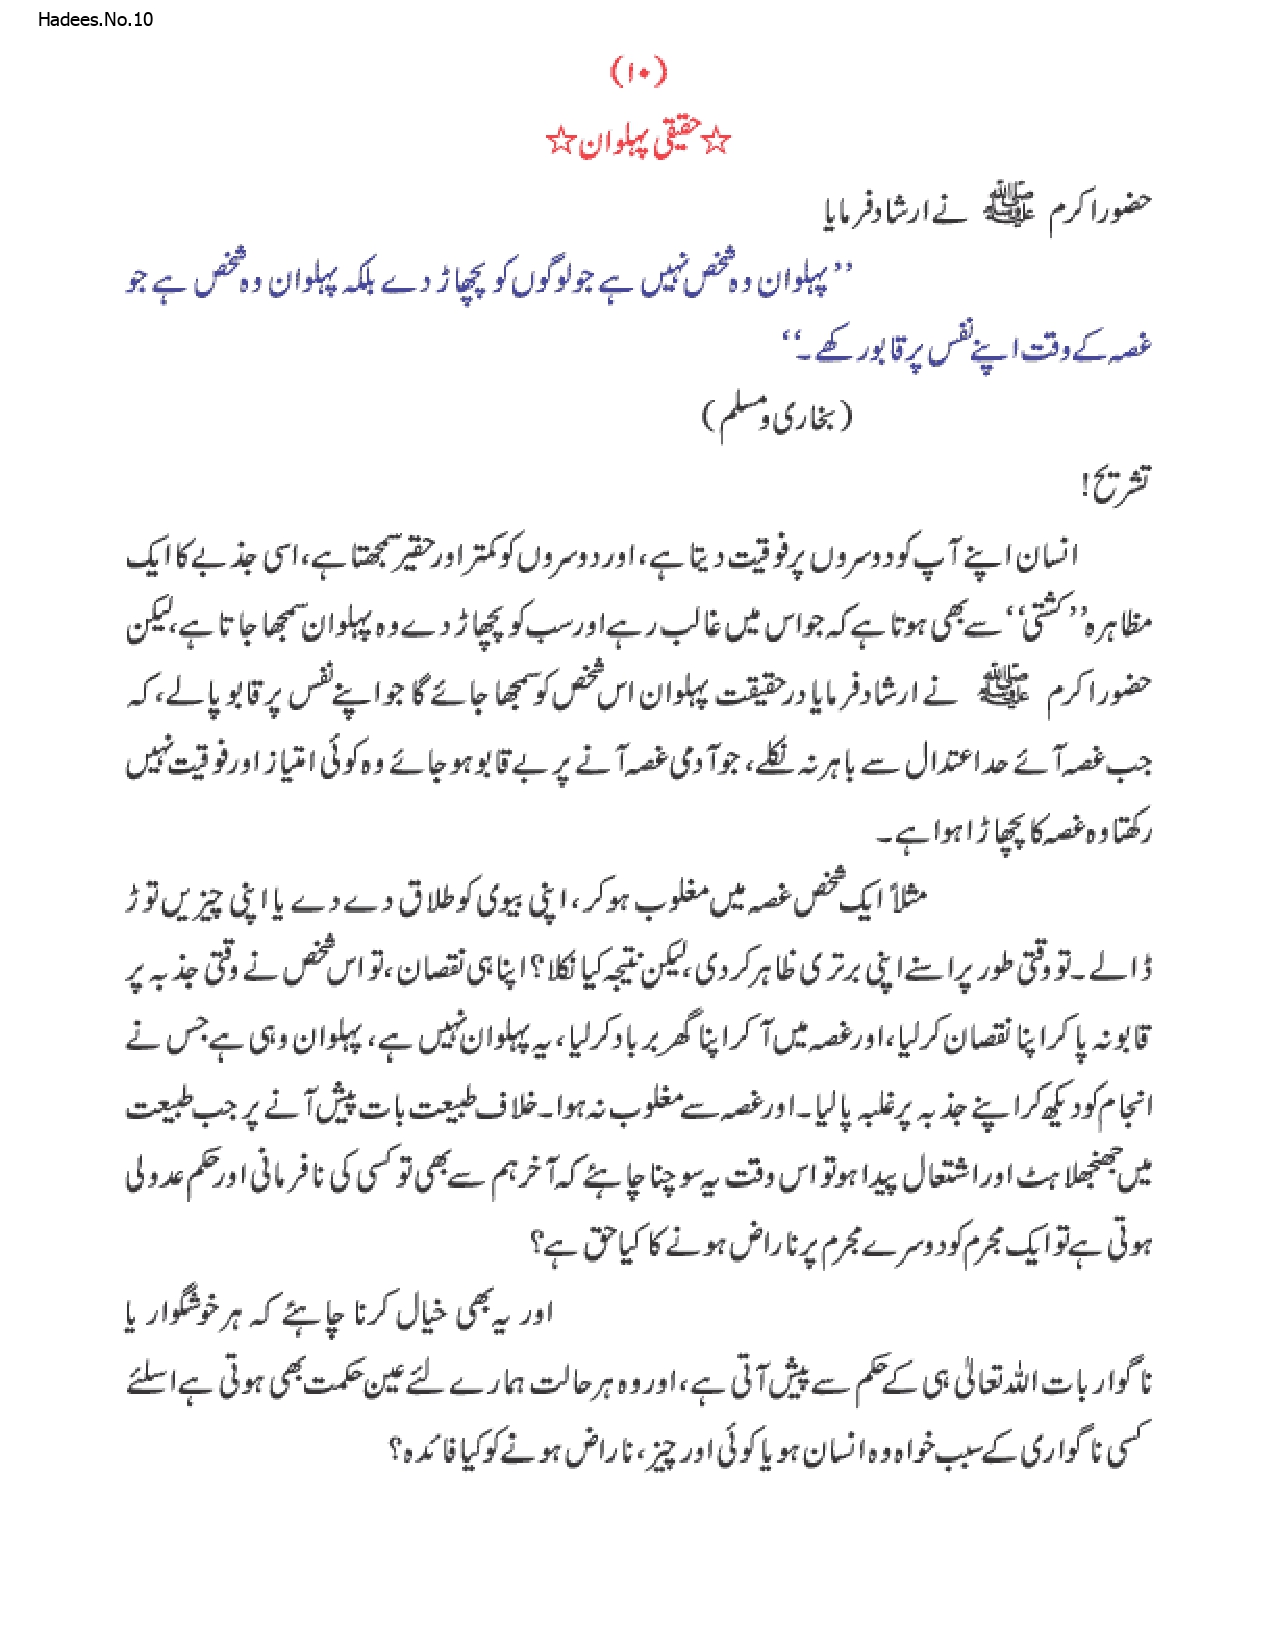 Hadees.No.10
(۱۰)
☆حقیقی پہلوان☆
حضور اکرم ﷺ نے ارشاد فرمایا
’’پہلوان وہ شخص نہیں ہے جو لوگوں کو پچھاڑ دے بلکہ پہلوان وہ شخص ہے جو
غصہ کے وقت اپنے نفس پر قابو رکھے۔‘‘
(بخاری و مسلم)
تشریح!
انسان اپنے آپ کو دوسروں پر فوقیت دیتا ہے، اور دوسروں کو کمتر اور حقیر سمجھتا ہے، اسی جذبے کا ایک
مظاہرہ ’’کشتی‘‘ سے بھی ہوتا ہے کہ جو اس میں غالب رہے اور سب کو پچھاڑ دے وہ پہلوان سمجھا جاتا ہے، لیکن
حضور اکرم ﷺ نے ارشاد فرمایا در حقیقت پہلوان اس شخص کو سمجھا جائے گا جو اپنے نفس پر قابو پالے، کہ
جب غصہ آئے حد اعتدال سے باہر نہ نکلے، جو آدمی غصہ آنے پر بے قابو ہو جائے وہ کوئی امتیاز اور فوقیت نہیں
رکھتا وہ غصہ کا پچھاڑا ہوا ہے۔
مثلاً ایک شخص غصہ میں مغلوب ہو کر، اپنی بیوی کو طلاق دے دے یا اپنی چیزیں توڑ
ڈالے۔ تو وقتی طور پر اسنے اپنی برتری ظاہر کر دی، لیکن نتیجہ کیا نکلا؟ اپنا ہی نقصان، تو اس شخص نے وقتی جذبہ پر
قابو نہ پا کر اپنا نقصان کر لیا، اور غصہ میں آ کر اپنا گھر برباد کر لیا، یہ پہلوان نہیں ہے، پہلوان وہی ہے جس نے
انجام کو دیکھ کر اپنے جذبہ پر غلبہ پا لیا۔ اور غصہ سے مغلوب نہ ہوا۔ خلاف طبیعت بات پیش آنے پر جب طبیعت
میں جھنجھلاہٹ اور اشتعال پیدا ہو تو اس وقت یہ سوچنا چاہئے کہ آخر ہم سے بھی تو کسی کی نافرمانی اور حکم عدولی
ہوتی ہے تو ایک مجرم کو دوسرے مجرم پر ناراض ہونے کا کیا حق ہے؟
اور یہ بھی خیال کرنا چاہئے کہ ہر خوشگوار یا
ناگوار بات اللہ تعالیٰ ہی کے حکم سے پیش آتی ہے، اور وہ ہر حالت ہمارے لئے عین حکمت بھی ہوتی ہے اسلئے
کسی ناگواری کے سبب خواہ وہ انسان ہو یا کوئی اور چیز، ناراض ہونے کو کیا فائدہ؟